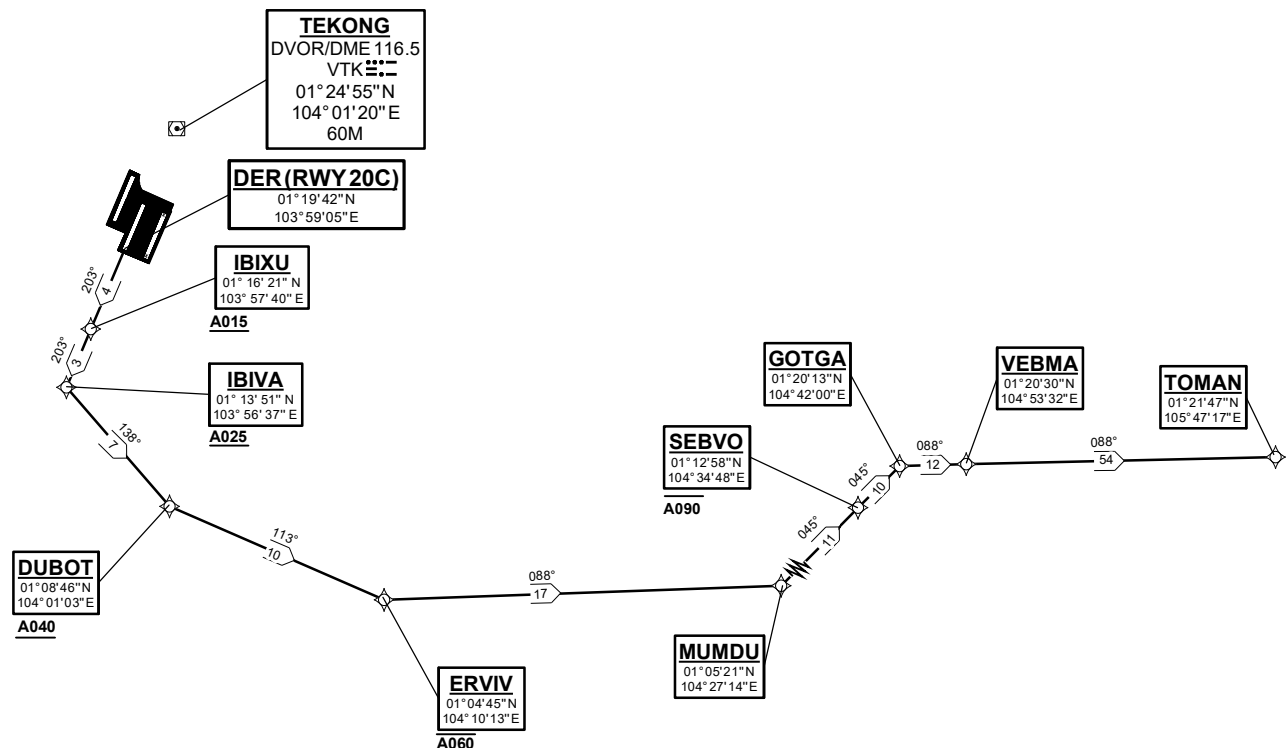 TEKONG
DVOR/DME 116.5
VTK
01°24'55"N
104°01'20"E
60M
DER (RWY 20C)
01°19'42"N
103°59'05"E
203°
4
IBIXU
01° 16' 21" N
103° 57' 40" E
A015
203°
3
IBIVA
01° 13' 51" N
103° 56' 37" E
A025
138°
7
DUBOT
01°08'46"N
104°01'03"E
A040
113°
10
ERVIV
01°04'45"N
104°10'13"E
A060
088°
17
MUMDU
01°05'21"N
104°27'14"E
045°
11
SEBVO
01°12'58"N
104°34'48"E
A090
045°
10
GOTGA
01°20'13"N
104°42'00"E
088°
12
VEBMA
01°20'30"N
104°53'32"E
088°
54
TOMAN
01°21'47"N
105°47'17"E